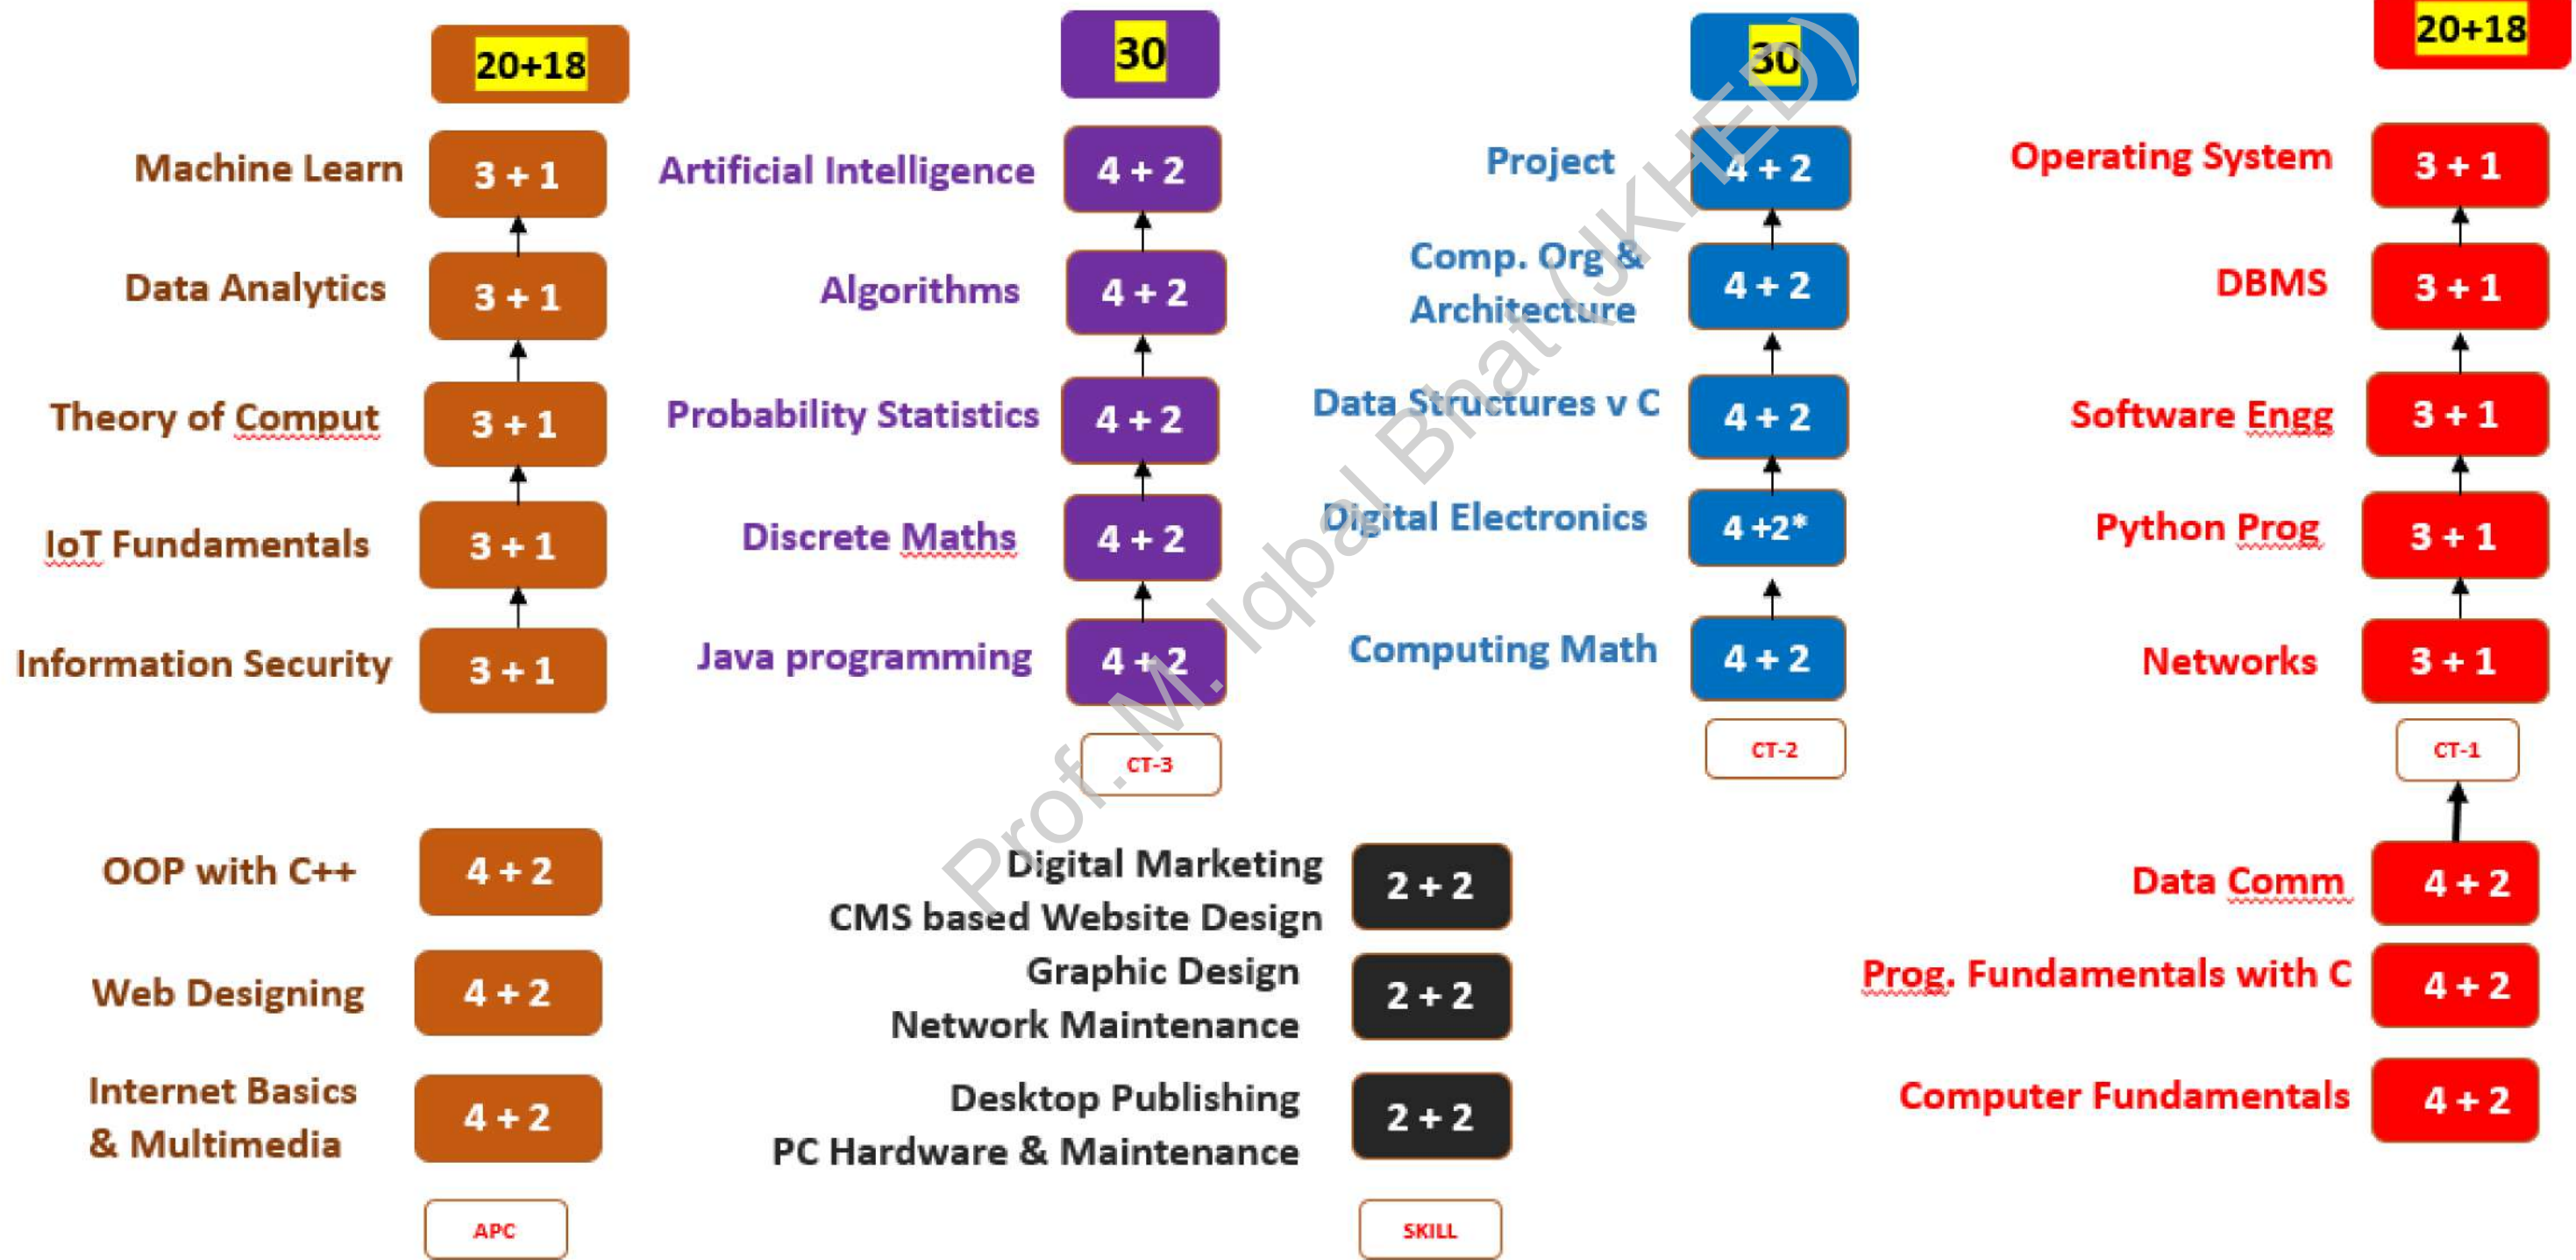 20+18
30
30
20+18
Machine Learn
3 + 1
Artificial Intelligence
4 + 2
Project
4 + 2
Operating System
3 + 1
Data Analytics
3 + 1
Algorithms
4 + 2
Comp. Org &
Architecture
4 + 2
DBMS
3 + 1
Theory of Comput
3 + 1
Probability Statistics
4 + 2
Data Structures v C
4 + 2
Software Engg
3 + 1
IoT Fundamentals
3 + 1
Discrete Maths
4 + 2
Digital Electronics
4 +2*
Python Prog
3 + 1
Information Security
3 + 1
Java programming
4 + 2
Computing Math
4 + 2
Networks
3 + 1
CT-3
CT-2
CT-1
OOP with C++
4 + 2
Digital Marketing
CMS based Website Design
2 + 2
Data Comm
4 + 2
Web Designing
4 + 2
Graphic Design
Network Maintenance
2 + 2
Prog. Fundamentals with C
4 + 2
Internet Basics
& Multimedia
4 + 2
Desktop Publishing
PC Hardware & Maintenance
2 + 2
Computer Fundamentals
4 + 2
APC
SKILL
Prof. M. Iqbal Bhat (JKHED)